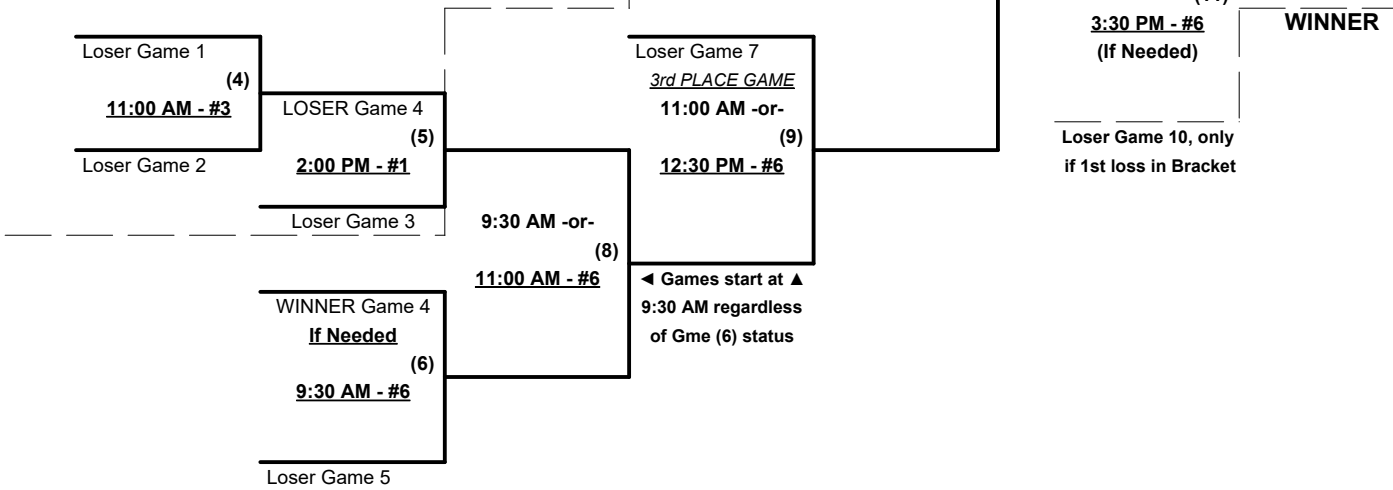 Loser Game 1
(4)
11:00 AM - #3
Loser Game 2
LOSER Game 4
(5)
2:00 PM - #1
Loser Game 3
WINNER Game 4
If Needed
(6)
9:30 AM - #6
Loser Game 5
9:30 AM -or-
(8)
11:00 AM - #6
Loser Game 7
3rd PLACE GAME
11:00 AM -or-
(9)
12:30 PM - #6
◄ Games start at ▲
9:30 AM regardless
of Gme (6) status
3:30 PM - #6
(If Needed)
Loser Game 10, only
if 1st loss in Bracket
WINNER